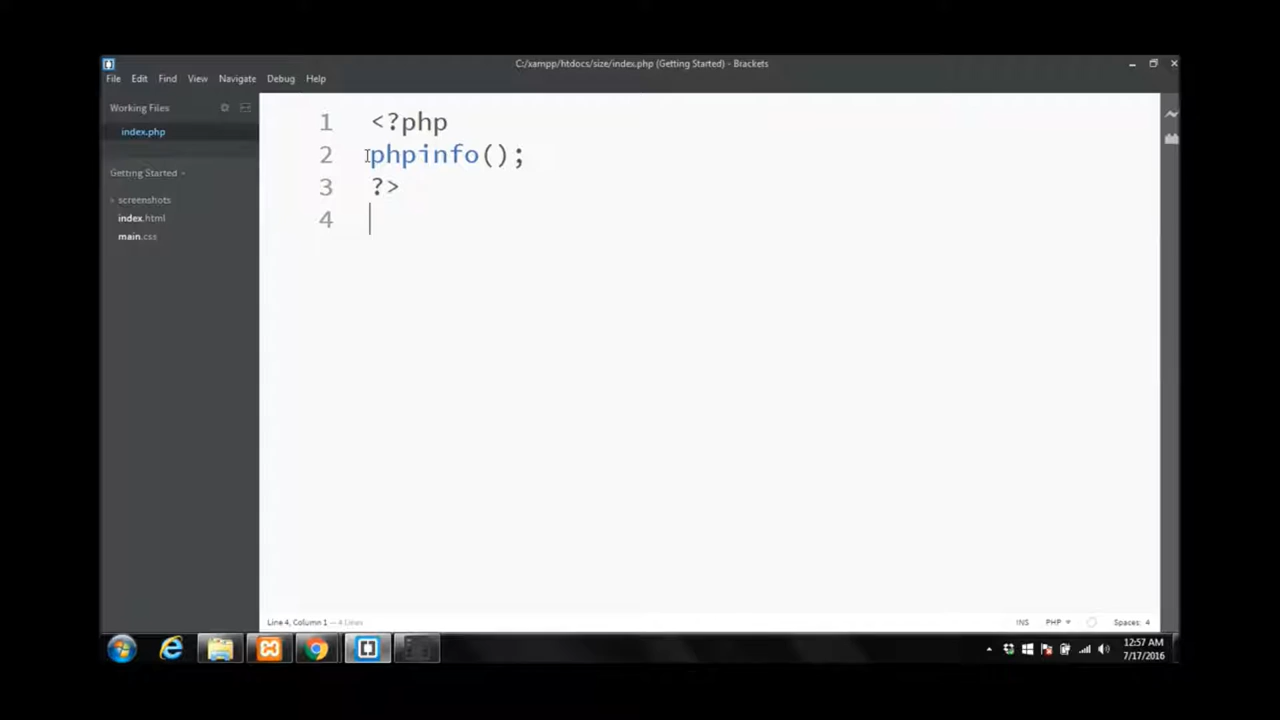 C:/xampp/htdocs/size/index.php (Getting Started) - Brackets
File Edit Find View Navigate Debug Help
Working Files
index.php
Getting Started
screenshots
index.html
main.css
1 <?php
2 phpinfo();
3 ?>
4
Line 4, Column 1 — 4 Lines
INS PHP Spaces: 4
12:57 AM
7/17/2016